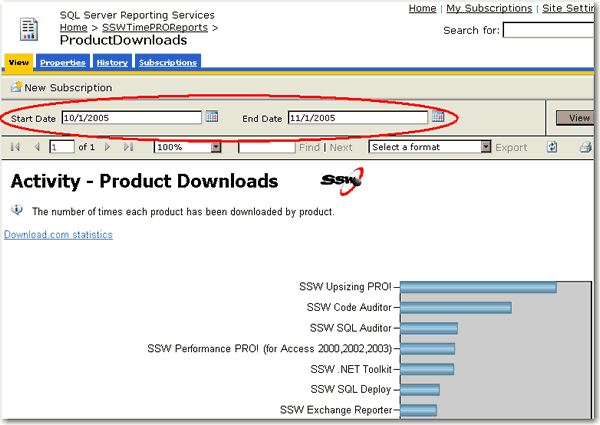 SQL Server Reporting Services
Home | My Subscriptions | Site Setti
Home > SSWTimePROReports >
Search for:
ProductDownloads
View Properties History Subscriptions
New Subscription
Start Date 10/1/2005 End Date 11/1/2005 View
1 of 1 100% Find | Next Select a format Export
Activity - Product Downloads SSW
The number of times each product has been downloaded by product.
Download.com statistics
SSW Upsizing PRO!
SSW Code Auditor
SSW SQL Auditor
SSW Performance PRO! (for Access 2000,2002,2003)
SSW .NET Toolkit
SSW SQL Deploy
SSW Exchange Reporter